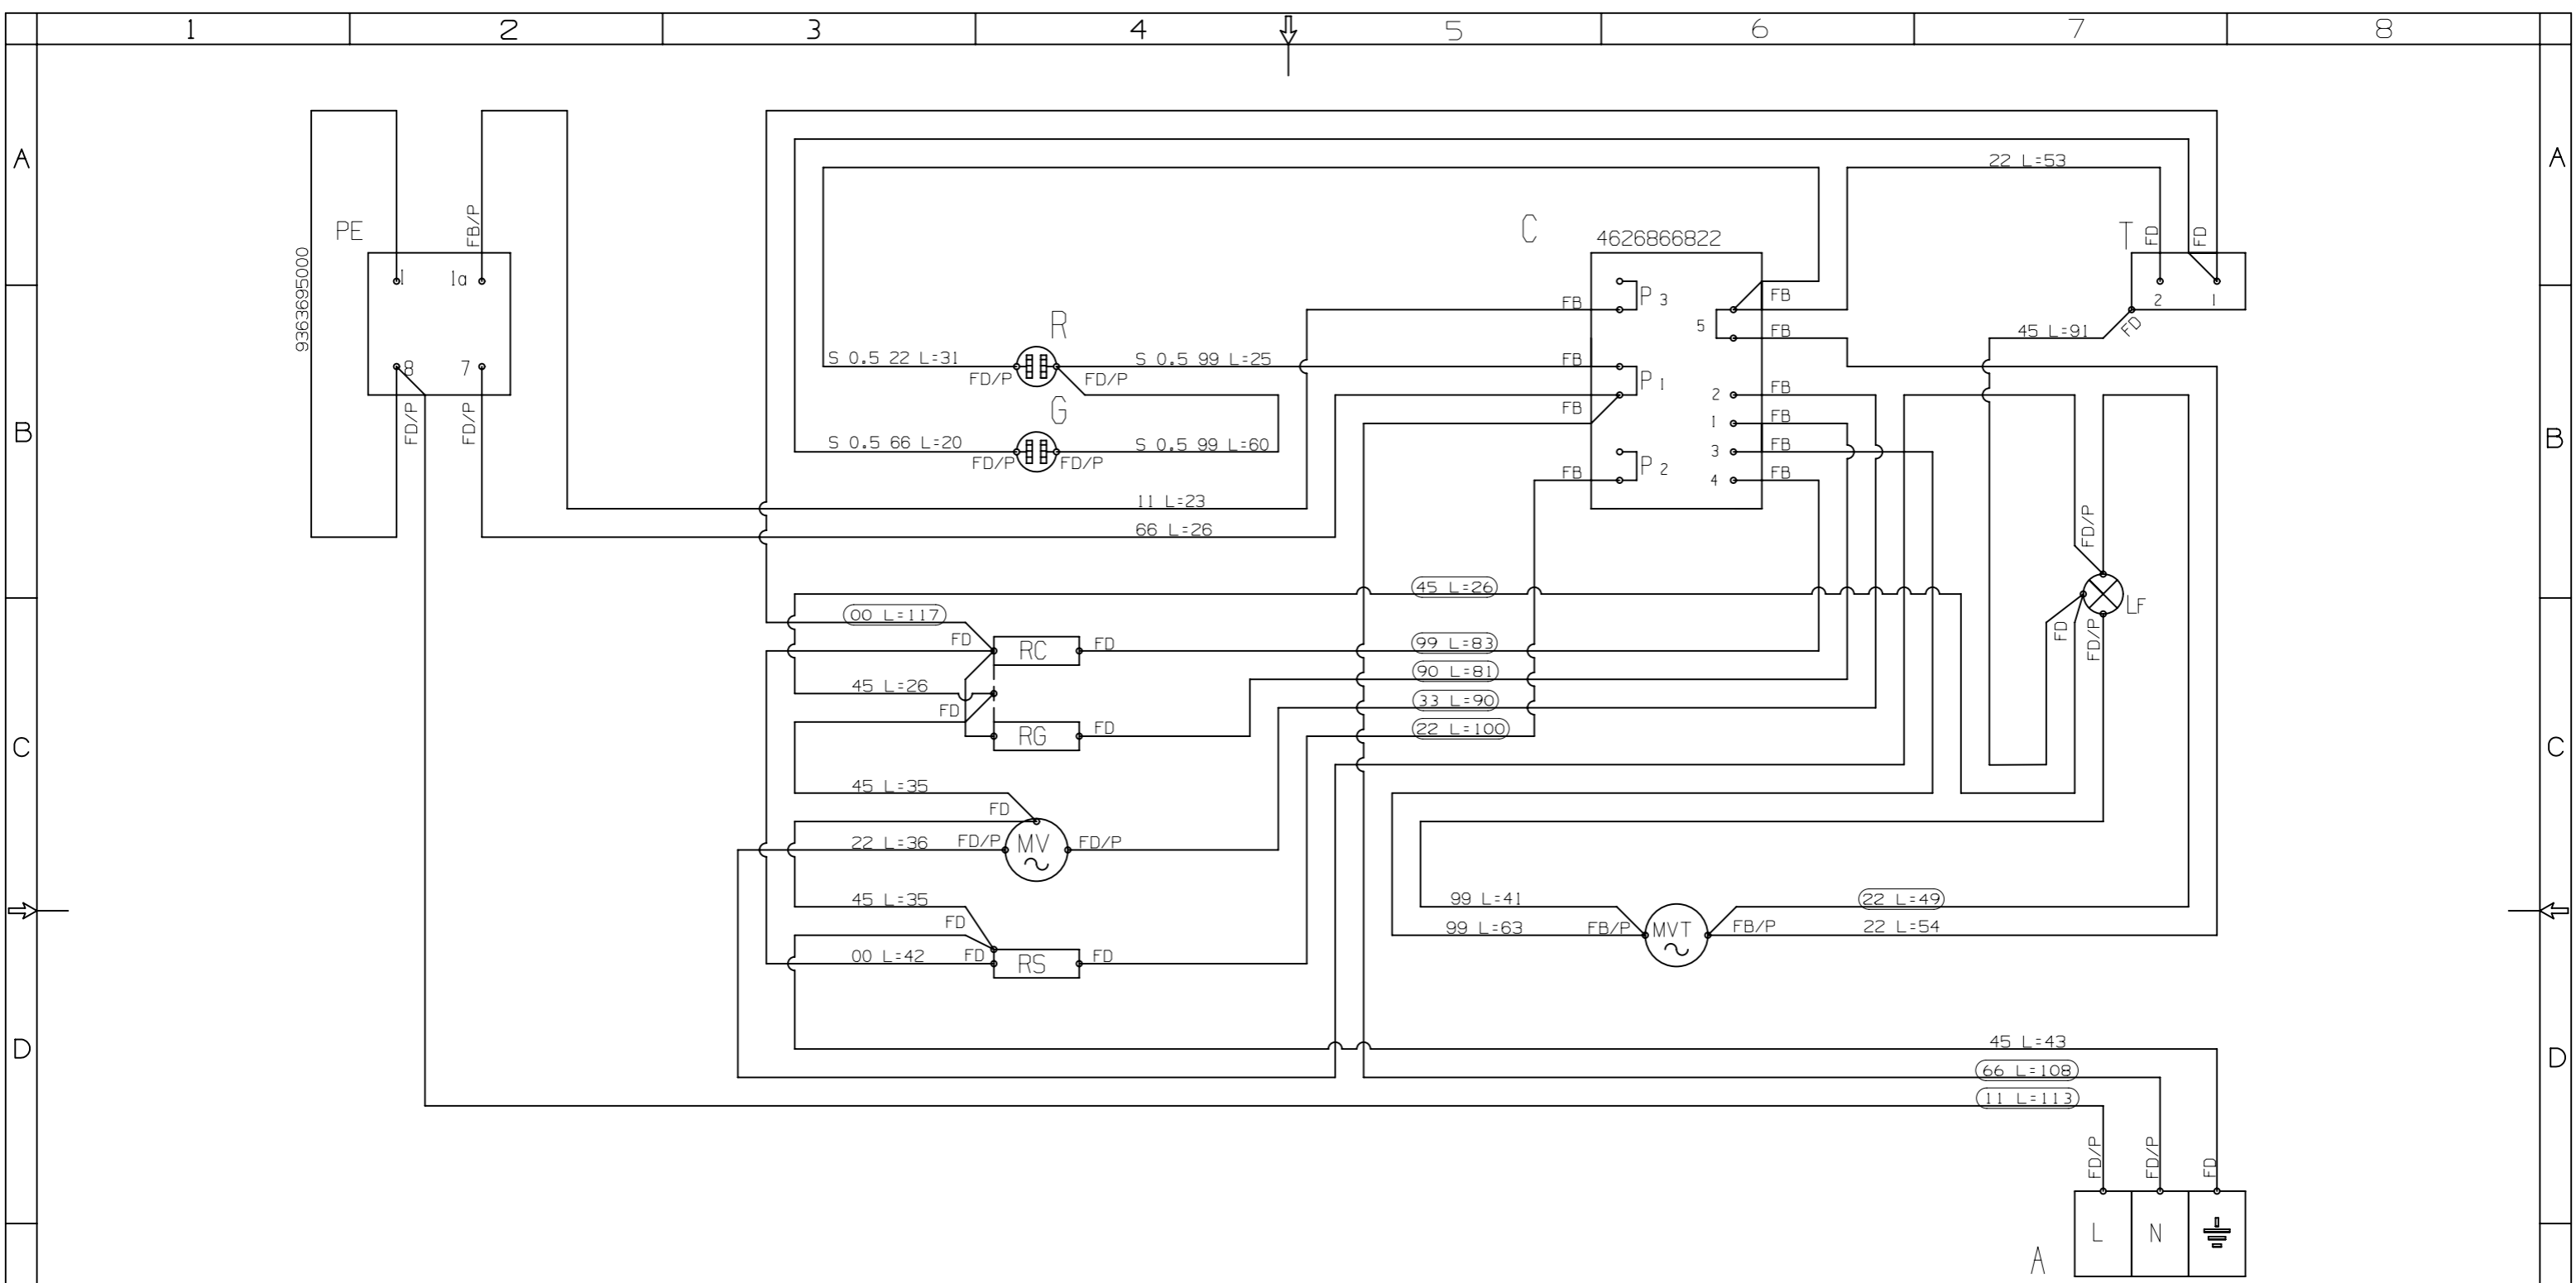 1 2 3 4 5 6 7 8
A A
22 L=53
PE FB/P
C 4626866822 T FD FD
9363695000
1 1a
FB P 3 FB 2 1
R 5 FB 45 L=91 FD
S 0.5 22 L=31 S 0.5 99 L=25 FB
8 7 FD/P FD/P P 1
G 2 FB
FD/P FD/P FB
B 1 FB B
S 0.5 66 L=20 S 0.5 99 L=60 3 FB
FD/P FD/P FB P 2 4 FB
11 L=23
66 L=26 FD/P
45 L=26
00 L=117 LF
FD RC FD 99 L=83 FD FD/P
90 L=81
45 L=26
33 L=90
FD
RG FD 22 L=100
C C
45 L=35
FD
22 L=36 FD/P MV FD/P
45 L=35 99 L=41 22 L=49
FD 99 L=63 FB/P MVT FB/P 22 L=54
00 L=42 FD RS FD
45 L=43
D D
66 L=108
11 L=113
FD/P FD/P FD
L N
A